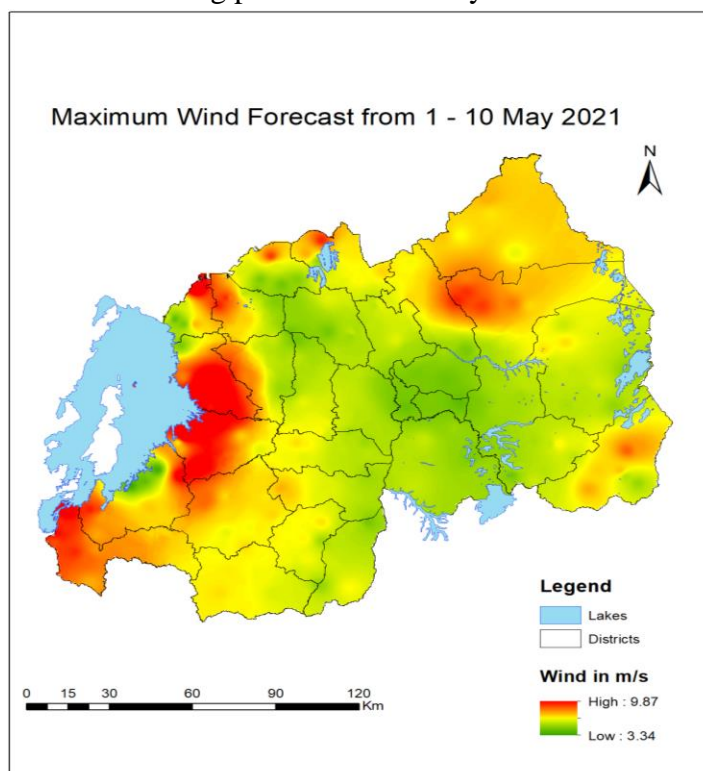 Maximum Wind Forecast from 1 - 10 May 2021
N
Legend
Lakes
Districts
Wind in m/s
High : 9.87
Low : 3.34
0 15 30 60 90 120
Km